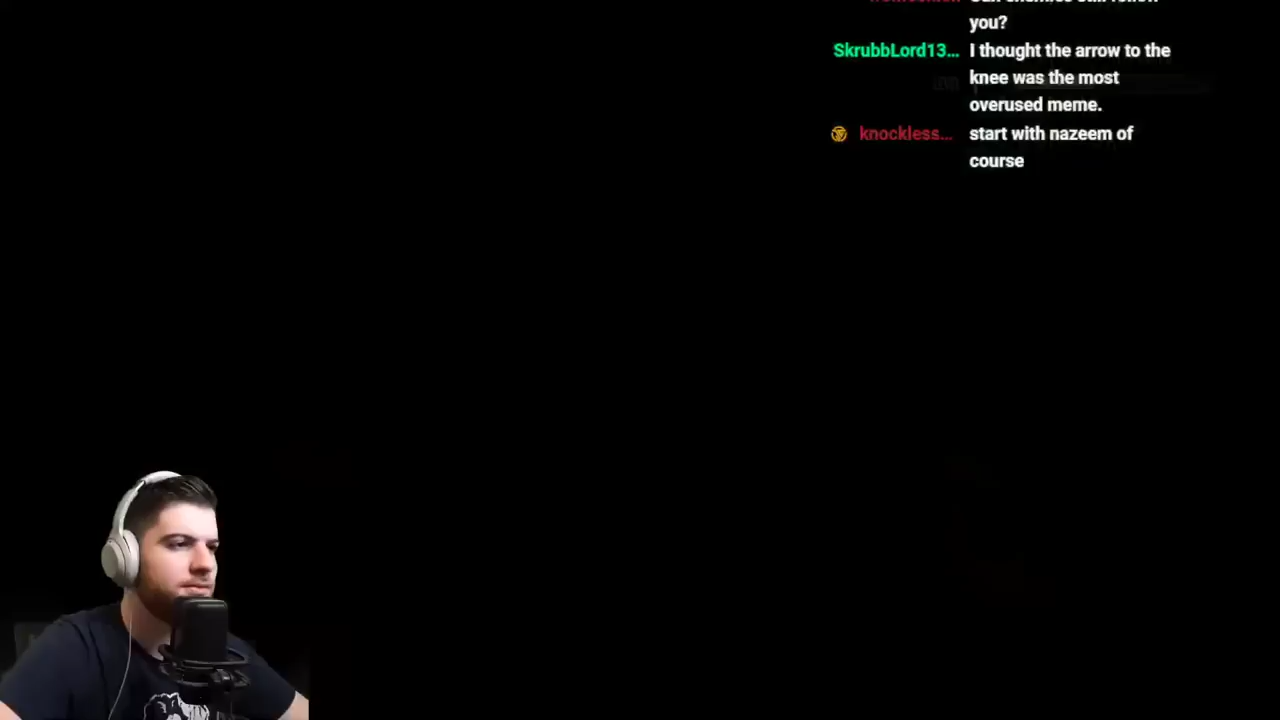 you?
SkrubbLord13… I thought the arrow to the
knee was the most
overused meme.
knockless… start with nazeem of
course